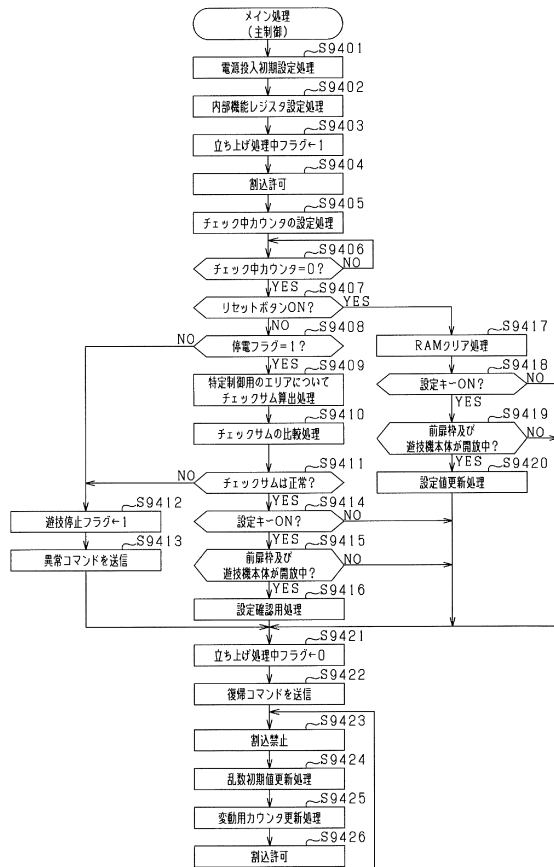 メイン処理
(主制御)
S9401
電源投入初期設定処理
S9402
内部機能レジスタ設定処理
S9403
立ち上げ処理中フラグ←1
S9404
割込許可
S9405
チェック中カウンタの設定処理
S9406
チェック中カウンタ=0?
NO
YES
S9407
リセットボタンON?
YES
NO
S9408
停電フラグ=1?
NO
YES
S9409
特定制御用のエリアについて
チェックサム算出処理
S9410
チェックサムの比較処理
S9411
チェックサムは正常?
NO
YES
S9412
遊技停止フラグ←1
S9413
異常コマンドを送信
S9414
設定キーON?
NO
YES
S9415
前扉枠及び
遊技機本体が開放中?
NO
YES
S9416
設定確認用処理
S9417
RAMクリア処理
S9418
設定キーON?
NO
YES
S9419
前扉枠及び
遊技機本体が開放中?
NO
YES
S9420
設定値更新処理
S9421
立ち上げ処理中フラグ←0
S9422
復帰コマンドを送信
S9423
割込禁止
S9424
乱数初期値更新処理
S9425
変動用カウンタ更新処理
S9426
割込許可